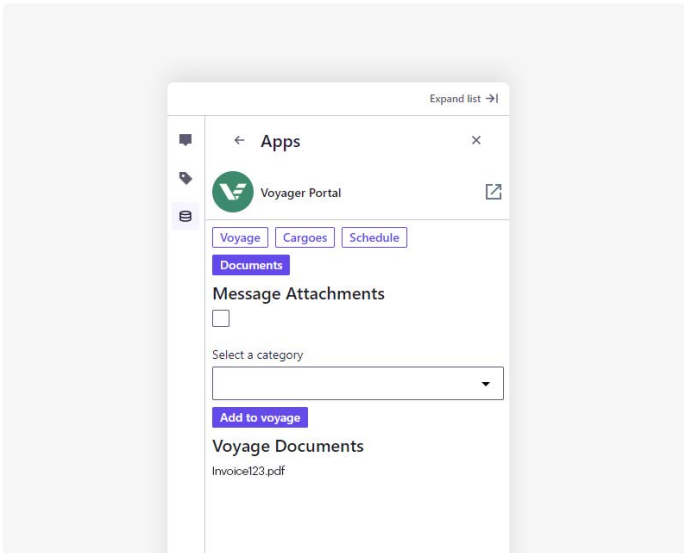 Expand list
Apps
Voyager Portal
Voyage Cargoes Schedule
Documents
Message Attachments
Select a category
Add to voyage
Voyage Documents
Invoice123.pdf